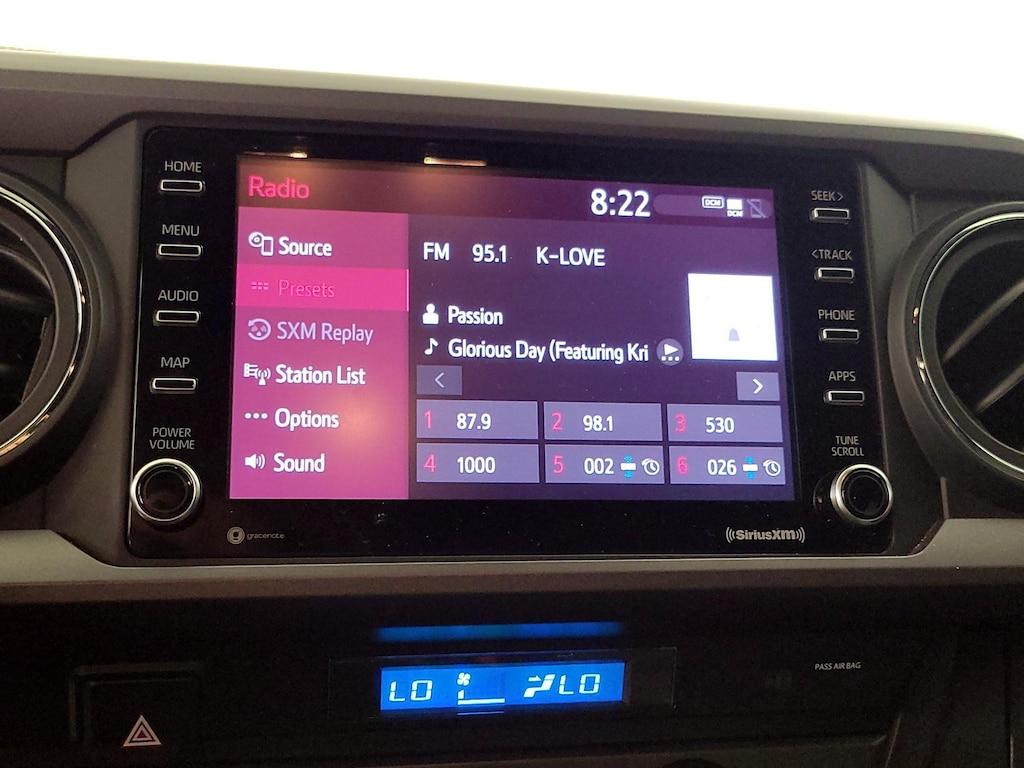 HOME
MENU
AUDIO
MAP
POWER
VOLUME
Radio
8:22
DCM
DCM
Source
Presets
SXM Replay
Station List
Options
Sound
FM 95.1 K-LOVE
Passion
Glorious Day (Featuring Kri
1 87.9
2 98.1
3 530
4 1000
5 002
6 026
SEEK>
<TRACK
PHONE
APPS
TUNE
SCROLL
gracenote
((SiriusXM))
LO LO
PASS AIR BAG